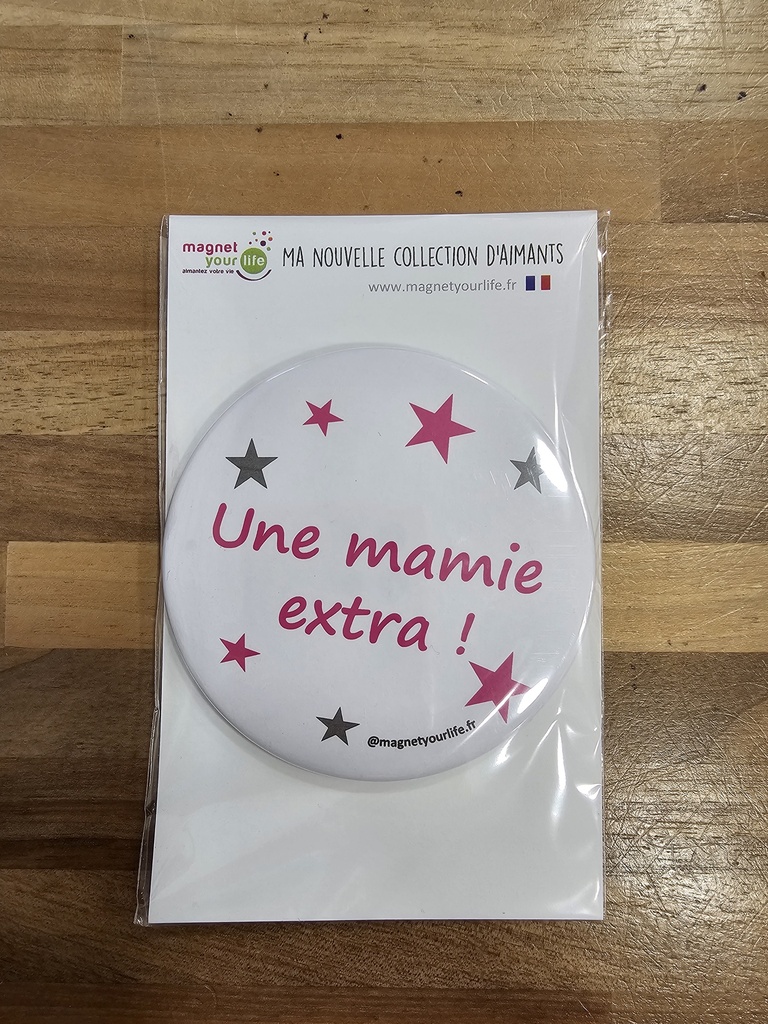 magnet
your life
aimantez votre vie
MA NOUVELLE COLLECTION D'AIMANTS
www.magnetyourlife.fr
Une mamie
extra !
@magnetyourlife.fr